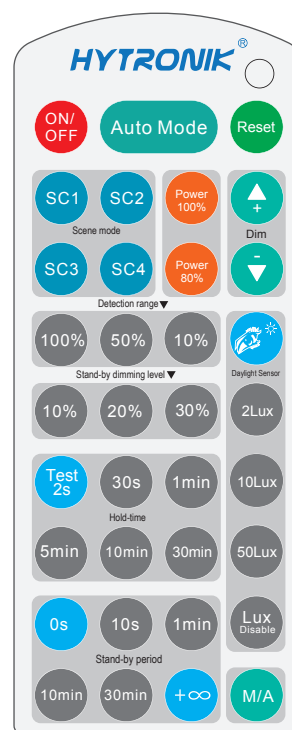 HYTRONIK®
ON/
OFF
Auto Mode
Reset
SC1
SC2
Power
100%
+
Scene mode
Dim
SC3
SC4
Power
80%
-
Detection range▼
100%
50%
10%
Stand-by dimming level▼
Daylight Sensor
10%
20%
30%
2Lux
Test
2s
30s
1min
10Lux
Hold-time
5min
10min
30min
50Lux
0s
10s
1min
Lux
Disable
Stand-by period
10min
30min
+∞
M/A